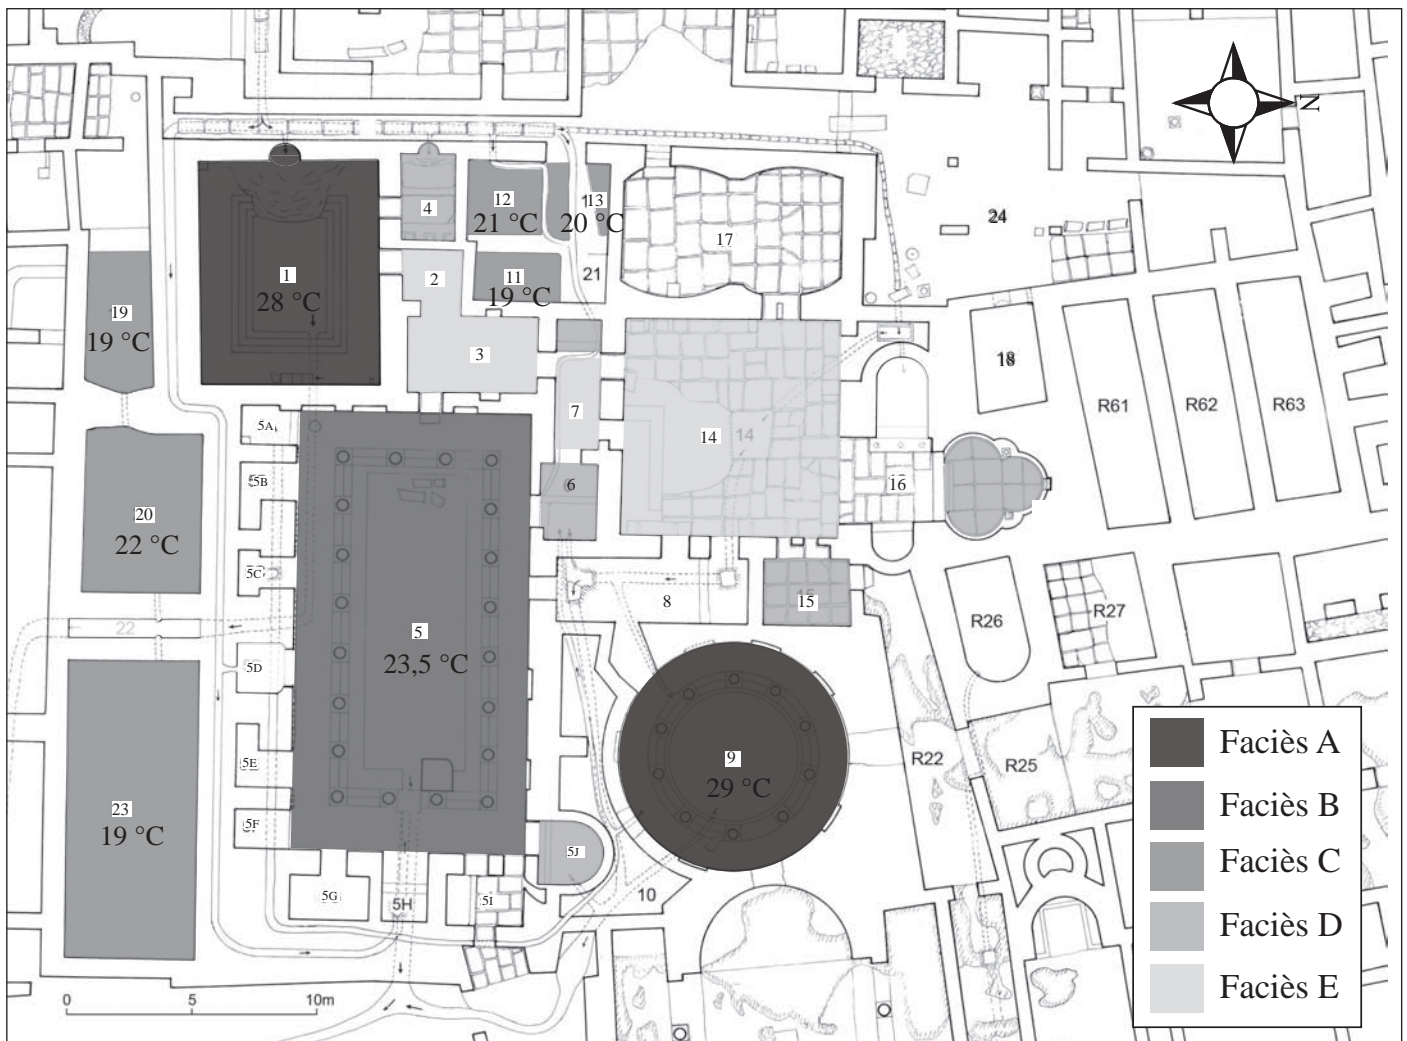 N
12
13
4
21 °C
20 °C
17
24
1
2
11
21
28 °C
19 °C
19
19 °C
3
18
R61
R62
R63
7
5A
14
14
5B
6
16
20
22 °C
5C
15
8
R27
R26
22
5
23,5 °C
5D
9
29 °C
R22
R25
5E
23
19 °C
5F
5J
5G
5H
5I
10
0
5
10m
Faciès A
Faciès B
Faciès C
Faciès D
Faciès E